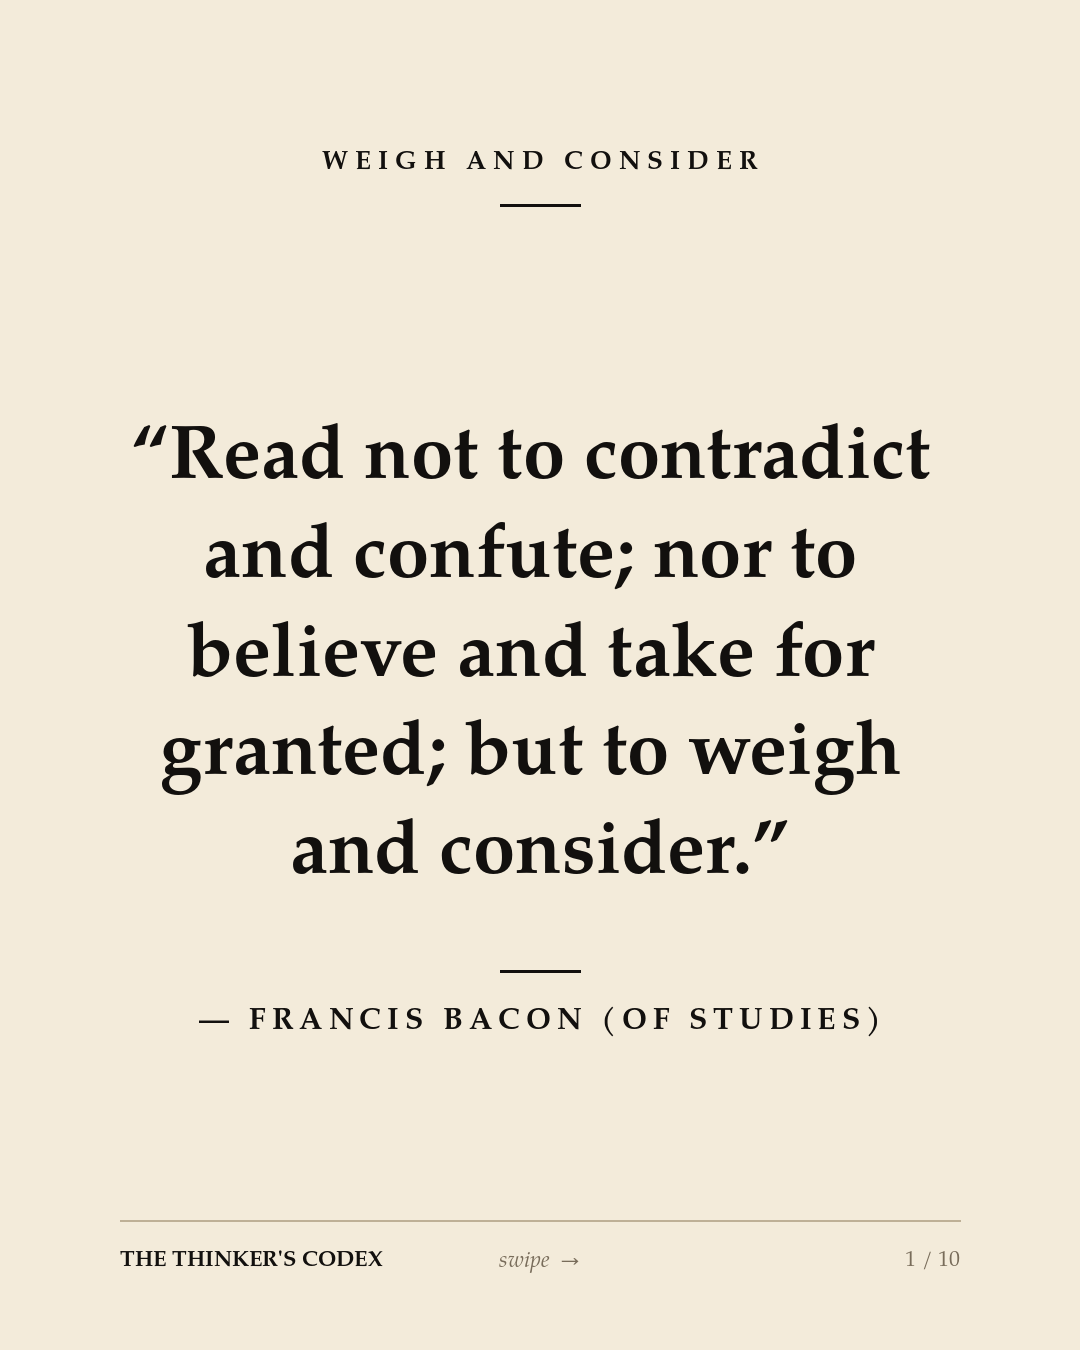 WEIGH AND CONSIDER
“Read not to contradict
and confute; nor to
believe and take for
granted; but to weigh
and consider.”
— FRANCIS BACON (OF STUDIES)
THE THINKER'S CODEX swipe → 1 / 10